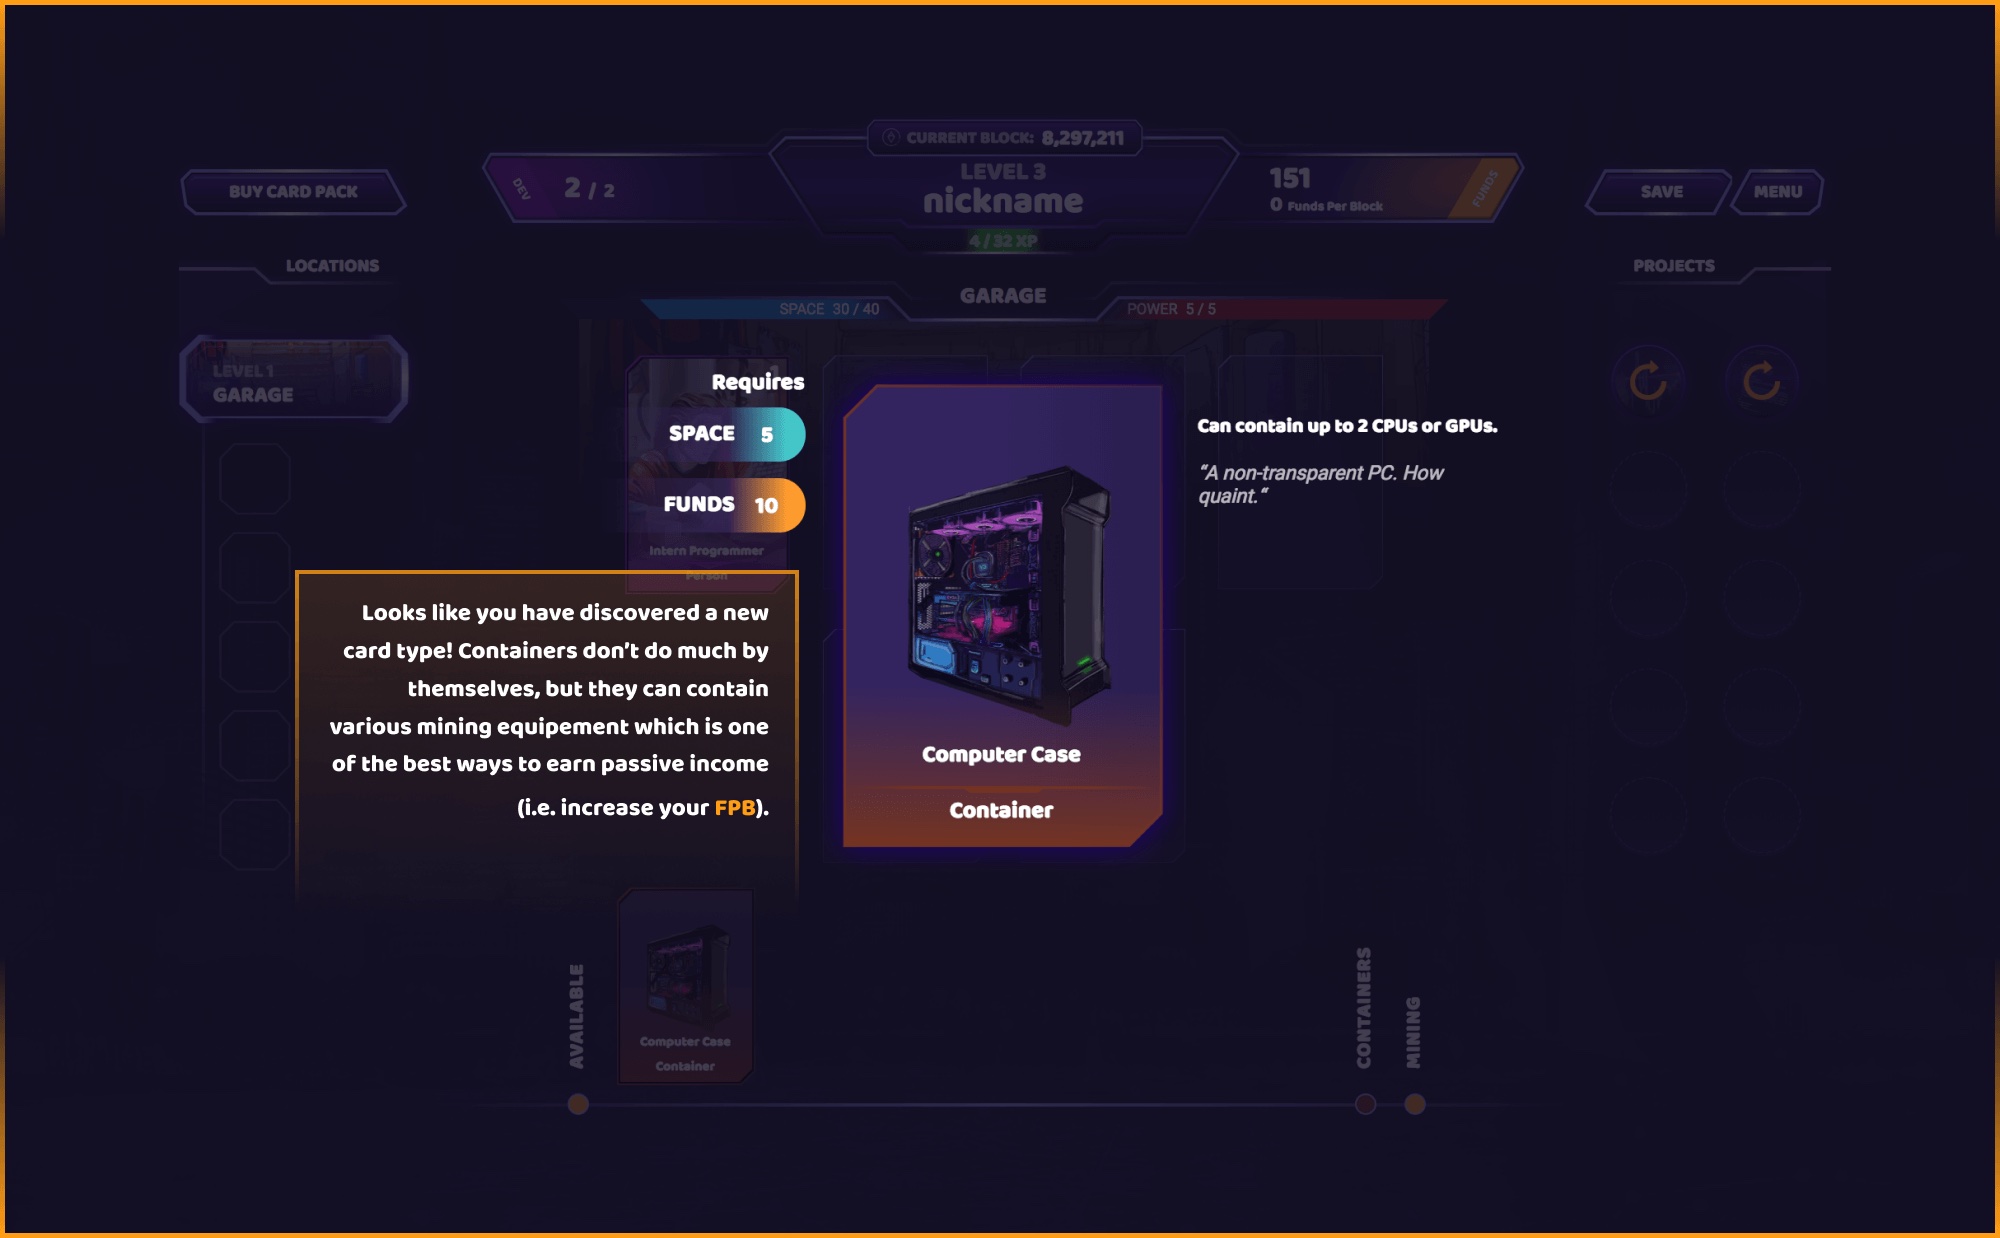 CURRENT BLOCK: 8,297,211
BUY CARD PACK
DEV
2 / 2
LEVEL 3
nickname
4 / 32 XP
151
0 Funds Per Block
FUNDS
SAVE
MENU
LOCATIONS
PROJECTS
GARAGE
SPACE 30 / 40
POWER 5 / 5
LEVEL 1
GARAGE
Requires
SPACE 5
FUNDS 10
Intern Programmer
Person
Can contain up to 2 CPUs or GPUs.
“A non-transparent PC. How
quaint.“
Looks like you have discovered a new
card type! Containers don’t do much by
themselves, but they can contain
various mining equipement which is one
of the best ways to earn passive income
(i.e. increase your FPB).
Computer Case
Container
AVAILABLE
Computer Case
Container
CONTAINERS
MINING